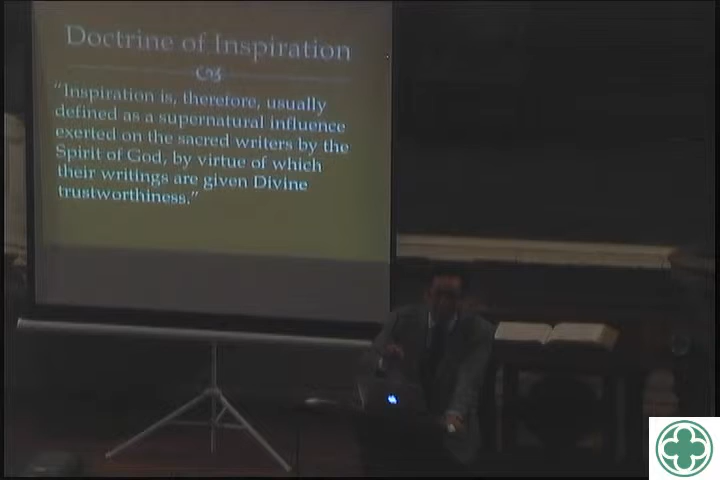 Doctrine of Inspiration
“Inspiration is, therefore, usually
defined as a supernatural influence
exerted on the sacred writers by the
Spirit of God, by virtue of which
their writings are given Divine
trustworthiness.”